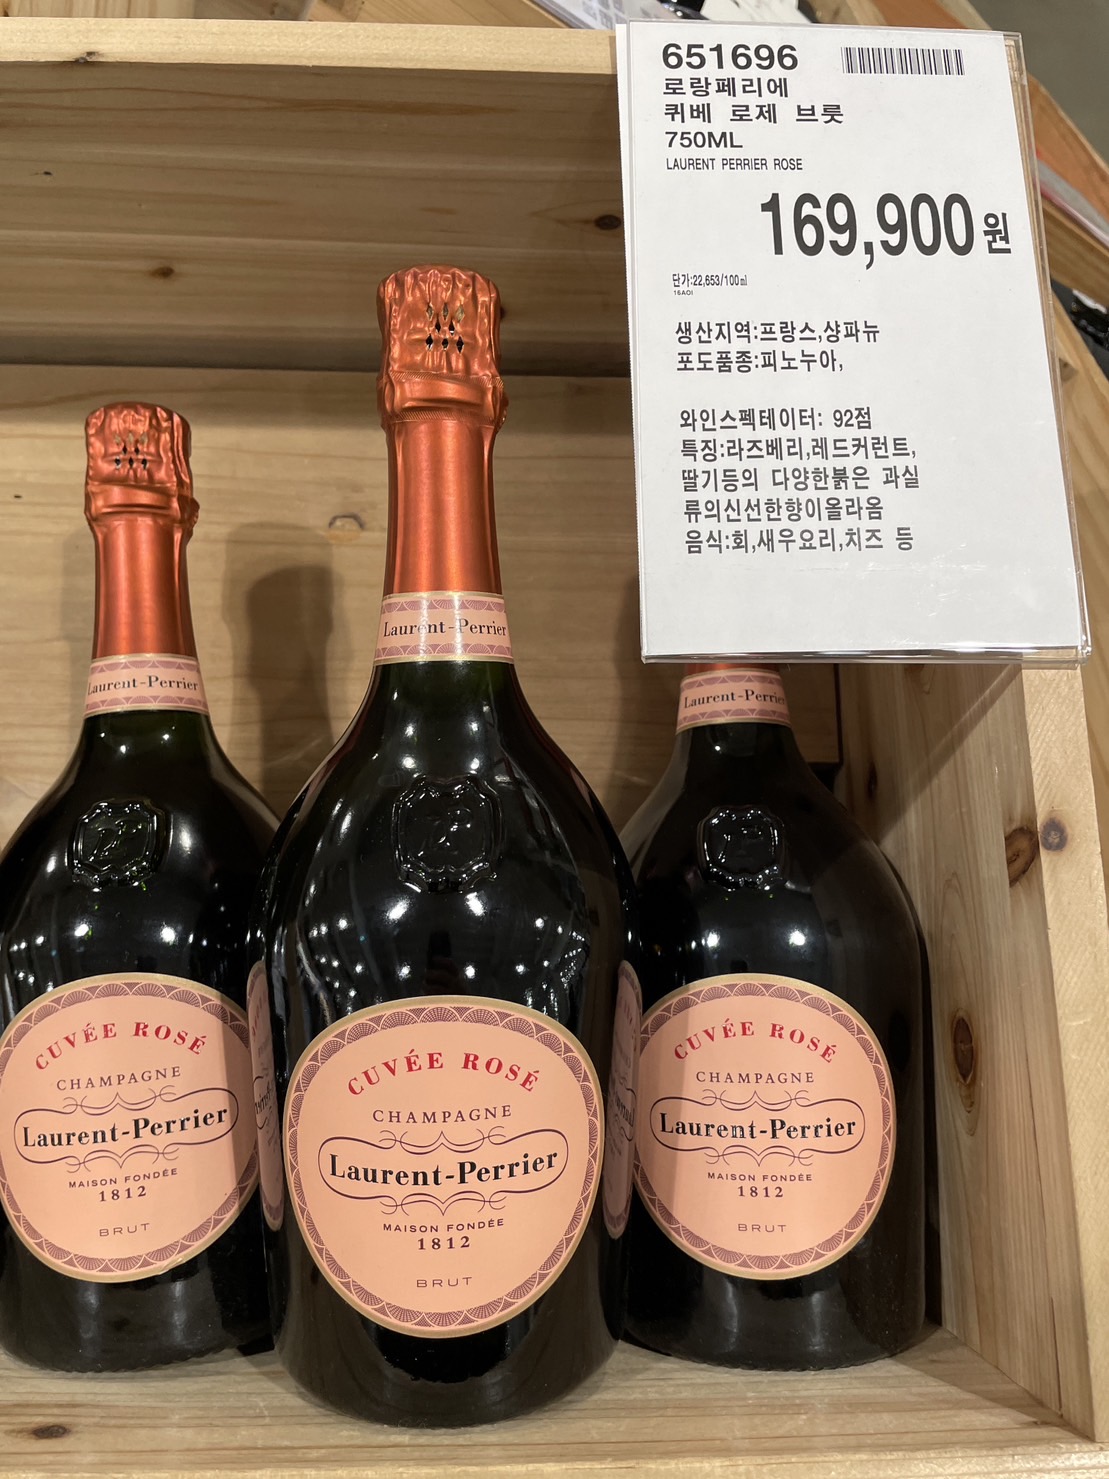 651696
로랑페리에
퀴베 로제 브룻
750ML
LAURENT PERRIER ROSE
169,900원
단가:22,653/100㎖
16AOI
생산지역:프랑스,샹파뉴
포도품종:피노누아,
와인스펙테이터: 92점
특징:라즈베리,레드커런트,
딸기등의 다양한붉은 과실
류의신선한향이올라옴
음식:회,새우요리,치즈 등
Laurent-Perrier
CUVÉE ROSÉ
CHAMPAGNE
Laurent-Perrier
MAISON FONDÉE
1812
BRUT
Laurent-Perrier
CUVÉE ROSÉ
CHAMPAGNE
Laurent-Perrier
MAISON FONDÉE
1812
BRUT
Laurent-Perrier
CUVÉE ROSÉ
CHAMPAGNE
Laurent-Perrier
MAISON FONDÉE
1812
BRUT